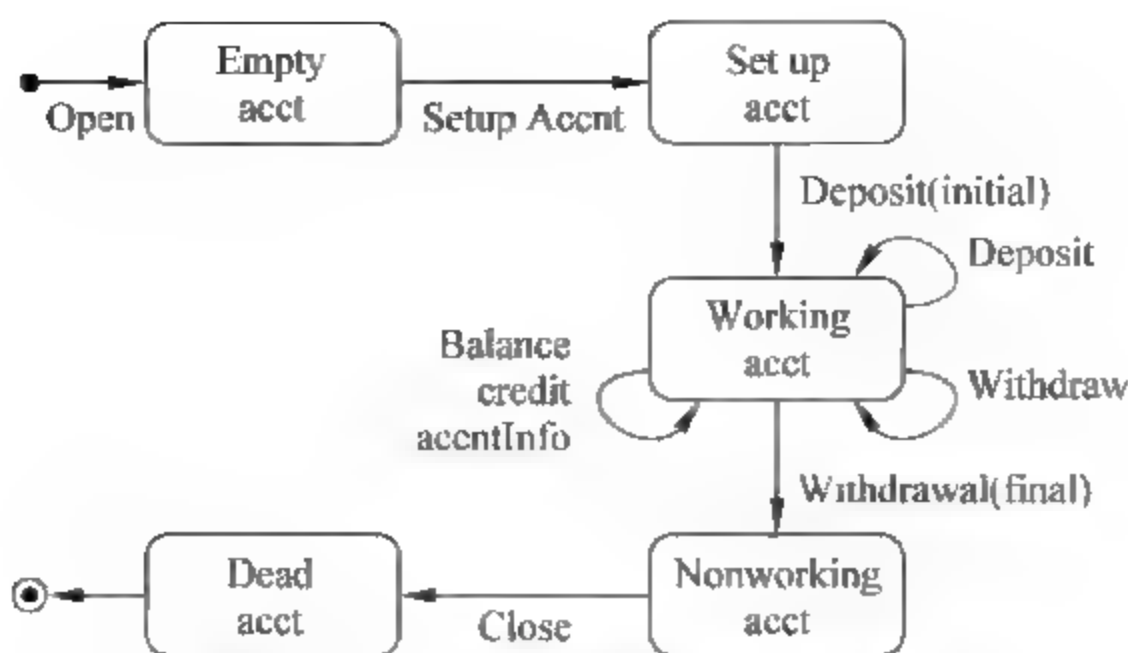 Empty
acct
Open
Setup Accnt
Set up
acct
Deposit(initial)
Deposit
Working
acct
Balance
credit
accntInfo
Withdraw
Withdrawal(final)
Nonworking
acct
Close
Dead
acct